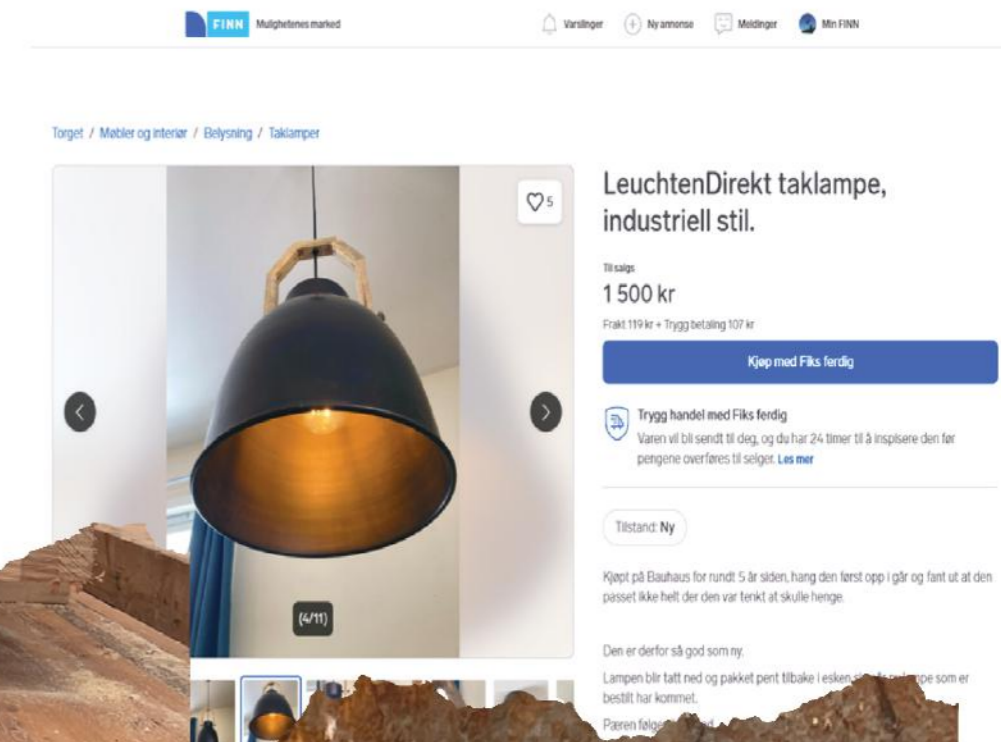 FINN Mulighetenes marked Varslinger Ny annonse Meldinger Min FINN
Torget / Møbler og interiør / Belysning / Taklamper
5
LeuchtenDirekt taklampe,
industriell stil.
Til salgs
1 500 kr
Frakt 119 kr + Trygg betaling 107 kr
Kjøp med Fiks ferdig
Trygg handel med Fiks ferdig
Varen vil bli sendt til deg, og du har 24 timer til å inspisere den før
pengene overføres til selger. Les mer
Tilstand: Ny
(4/11)
Kjøpt på Bauhaus for rundt 5 år siden, hang den først opp i går og fant ut at den
passet ikke helt der den var tenkt at skulle henge.
Den er derfor så god som ny.
Lampen blir tatt ned og pakket pent tilbake i esken som er
bestilt har kommet.
Pæren